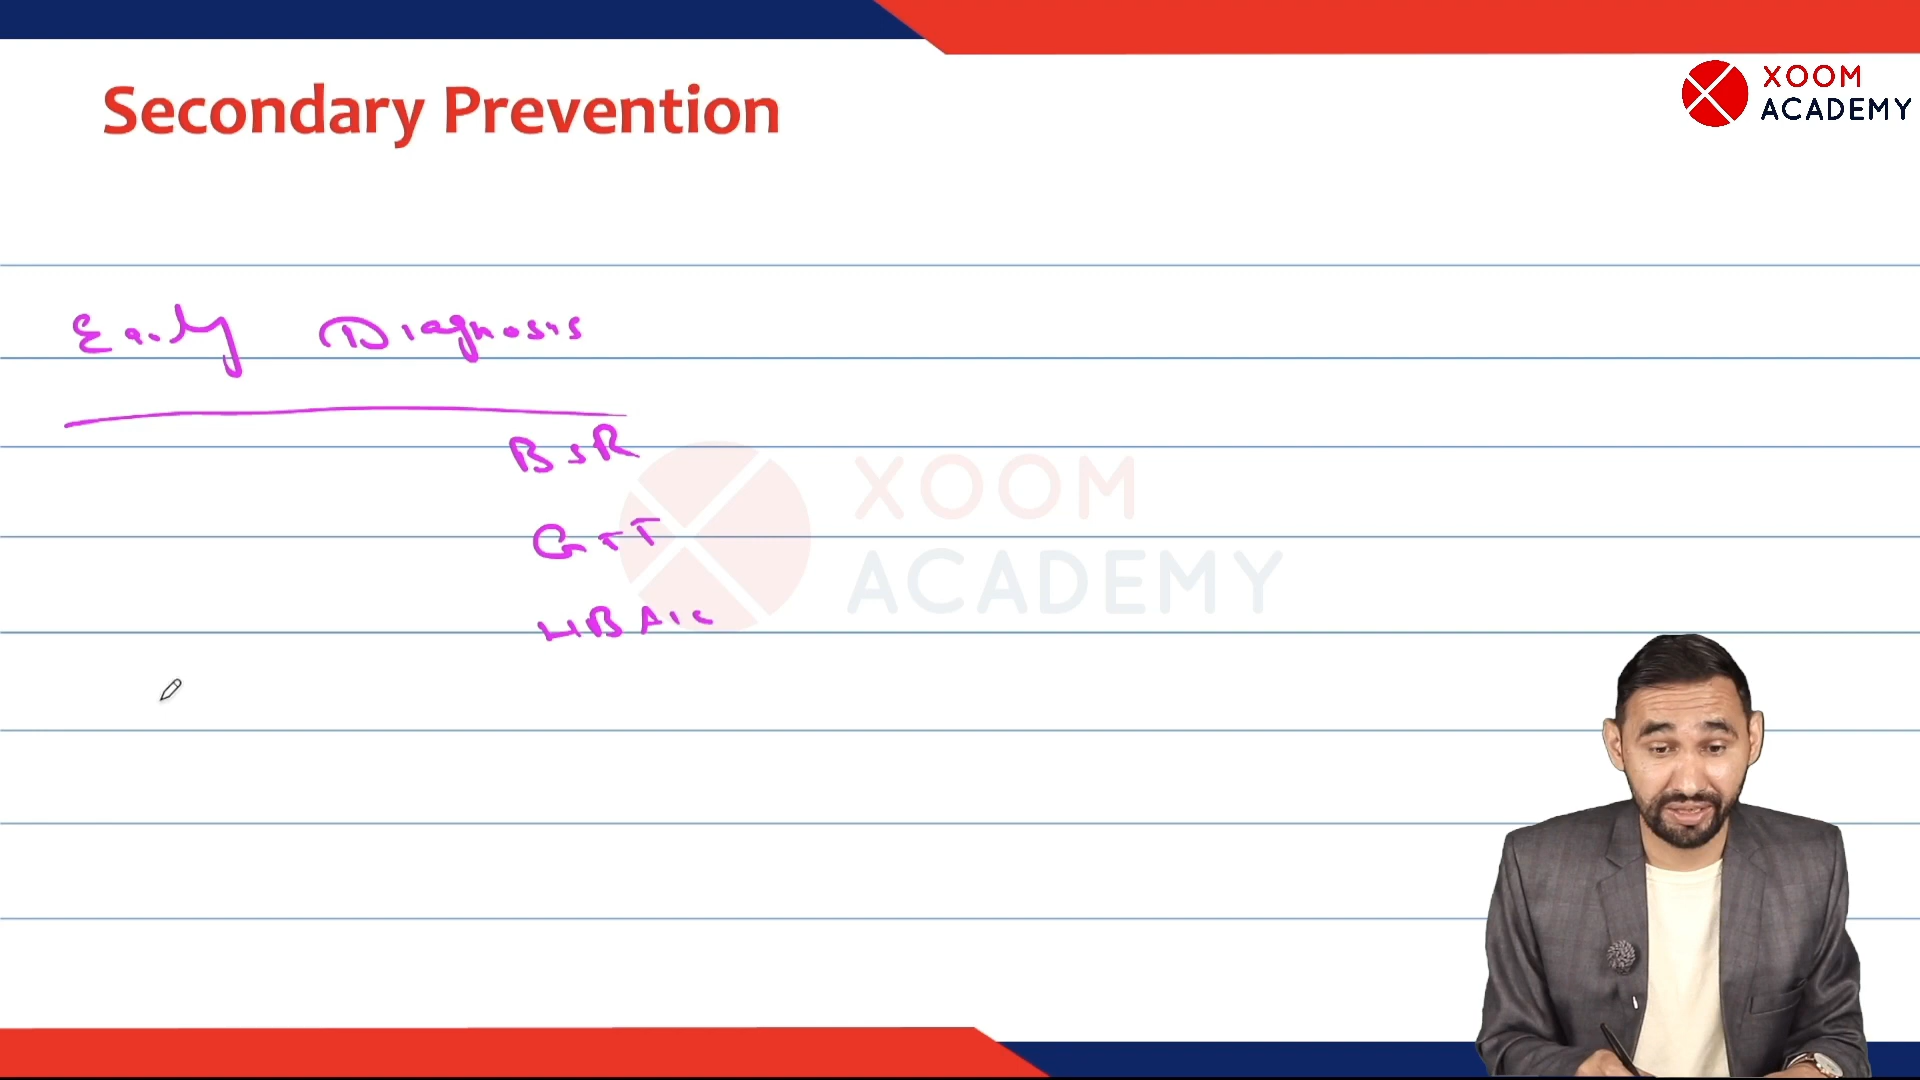 Secondary Prevention
XOOM
ACADEMY
Early Diagnosis
BSR
XOOM
GTT
ACADEMY
HBA1c